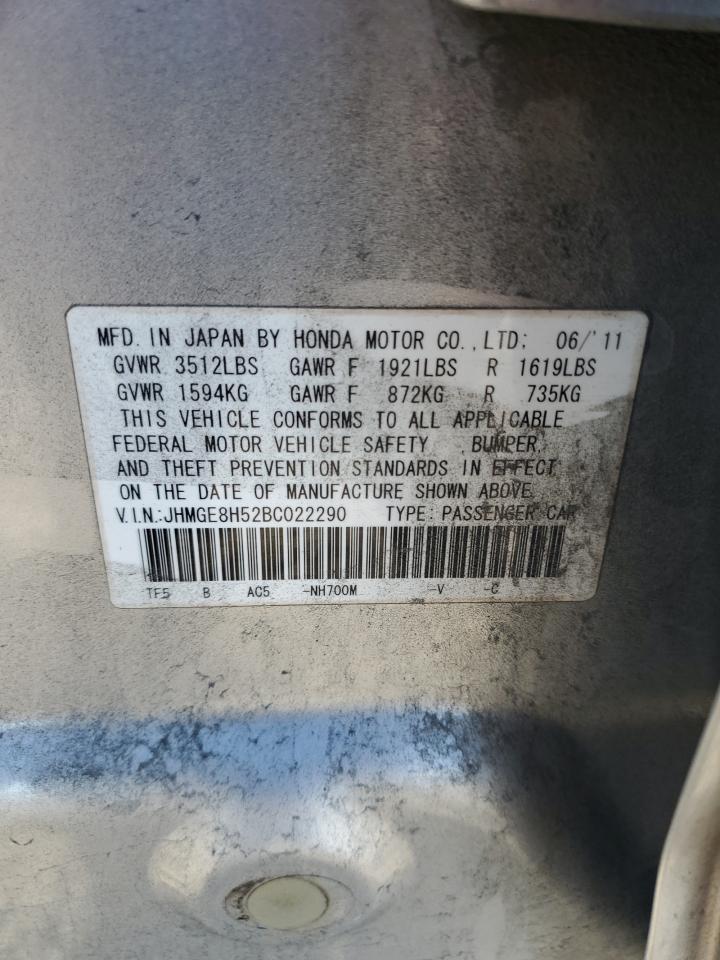 MFD. IN JAPAN BY HONDA MOTOR CO., LTD: 06/'11
GVWR 3512LBS GAWR F 1921LBS R 1619LBS
GVWR 1594KG GAWR F 872KG R 735KG
THIS VEHICLE CONFORMS TO ALL APPLICABLE
FEDERAL MOTOR VEHICLE SAFETY , BUMPER,
AND THEFT PREVENTION STANDARDS IN EFFECT
ON THE DATE OF MANUFACTURE SHOWN ABOVE.
V.I.N.:JHMGE8H52BC022290 TYPE: PASSENGER CAR
TF5 B AC5 -NH700M -V -C